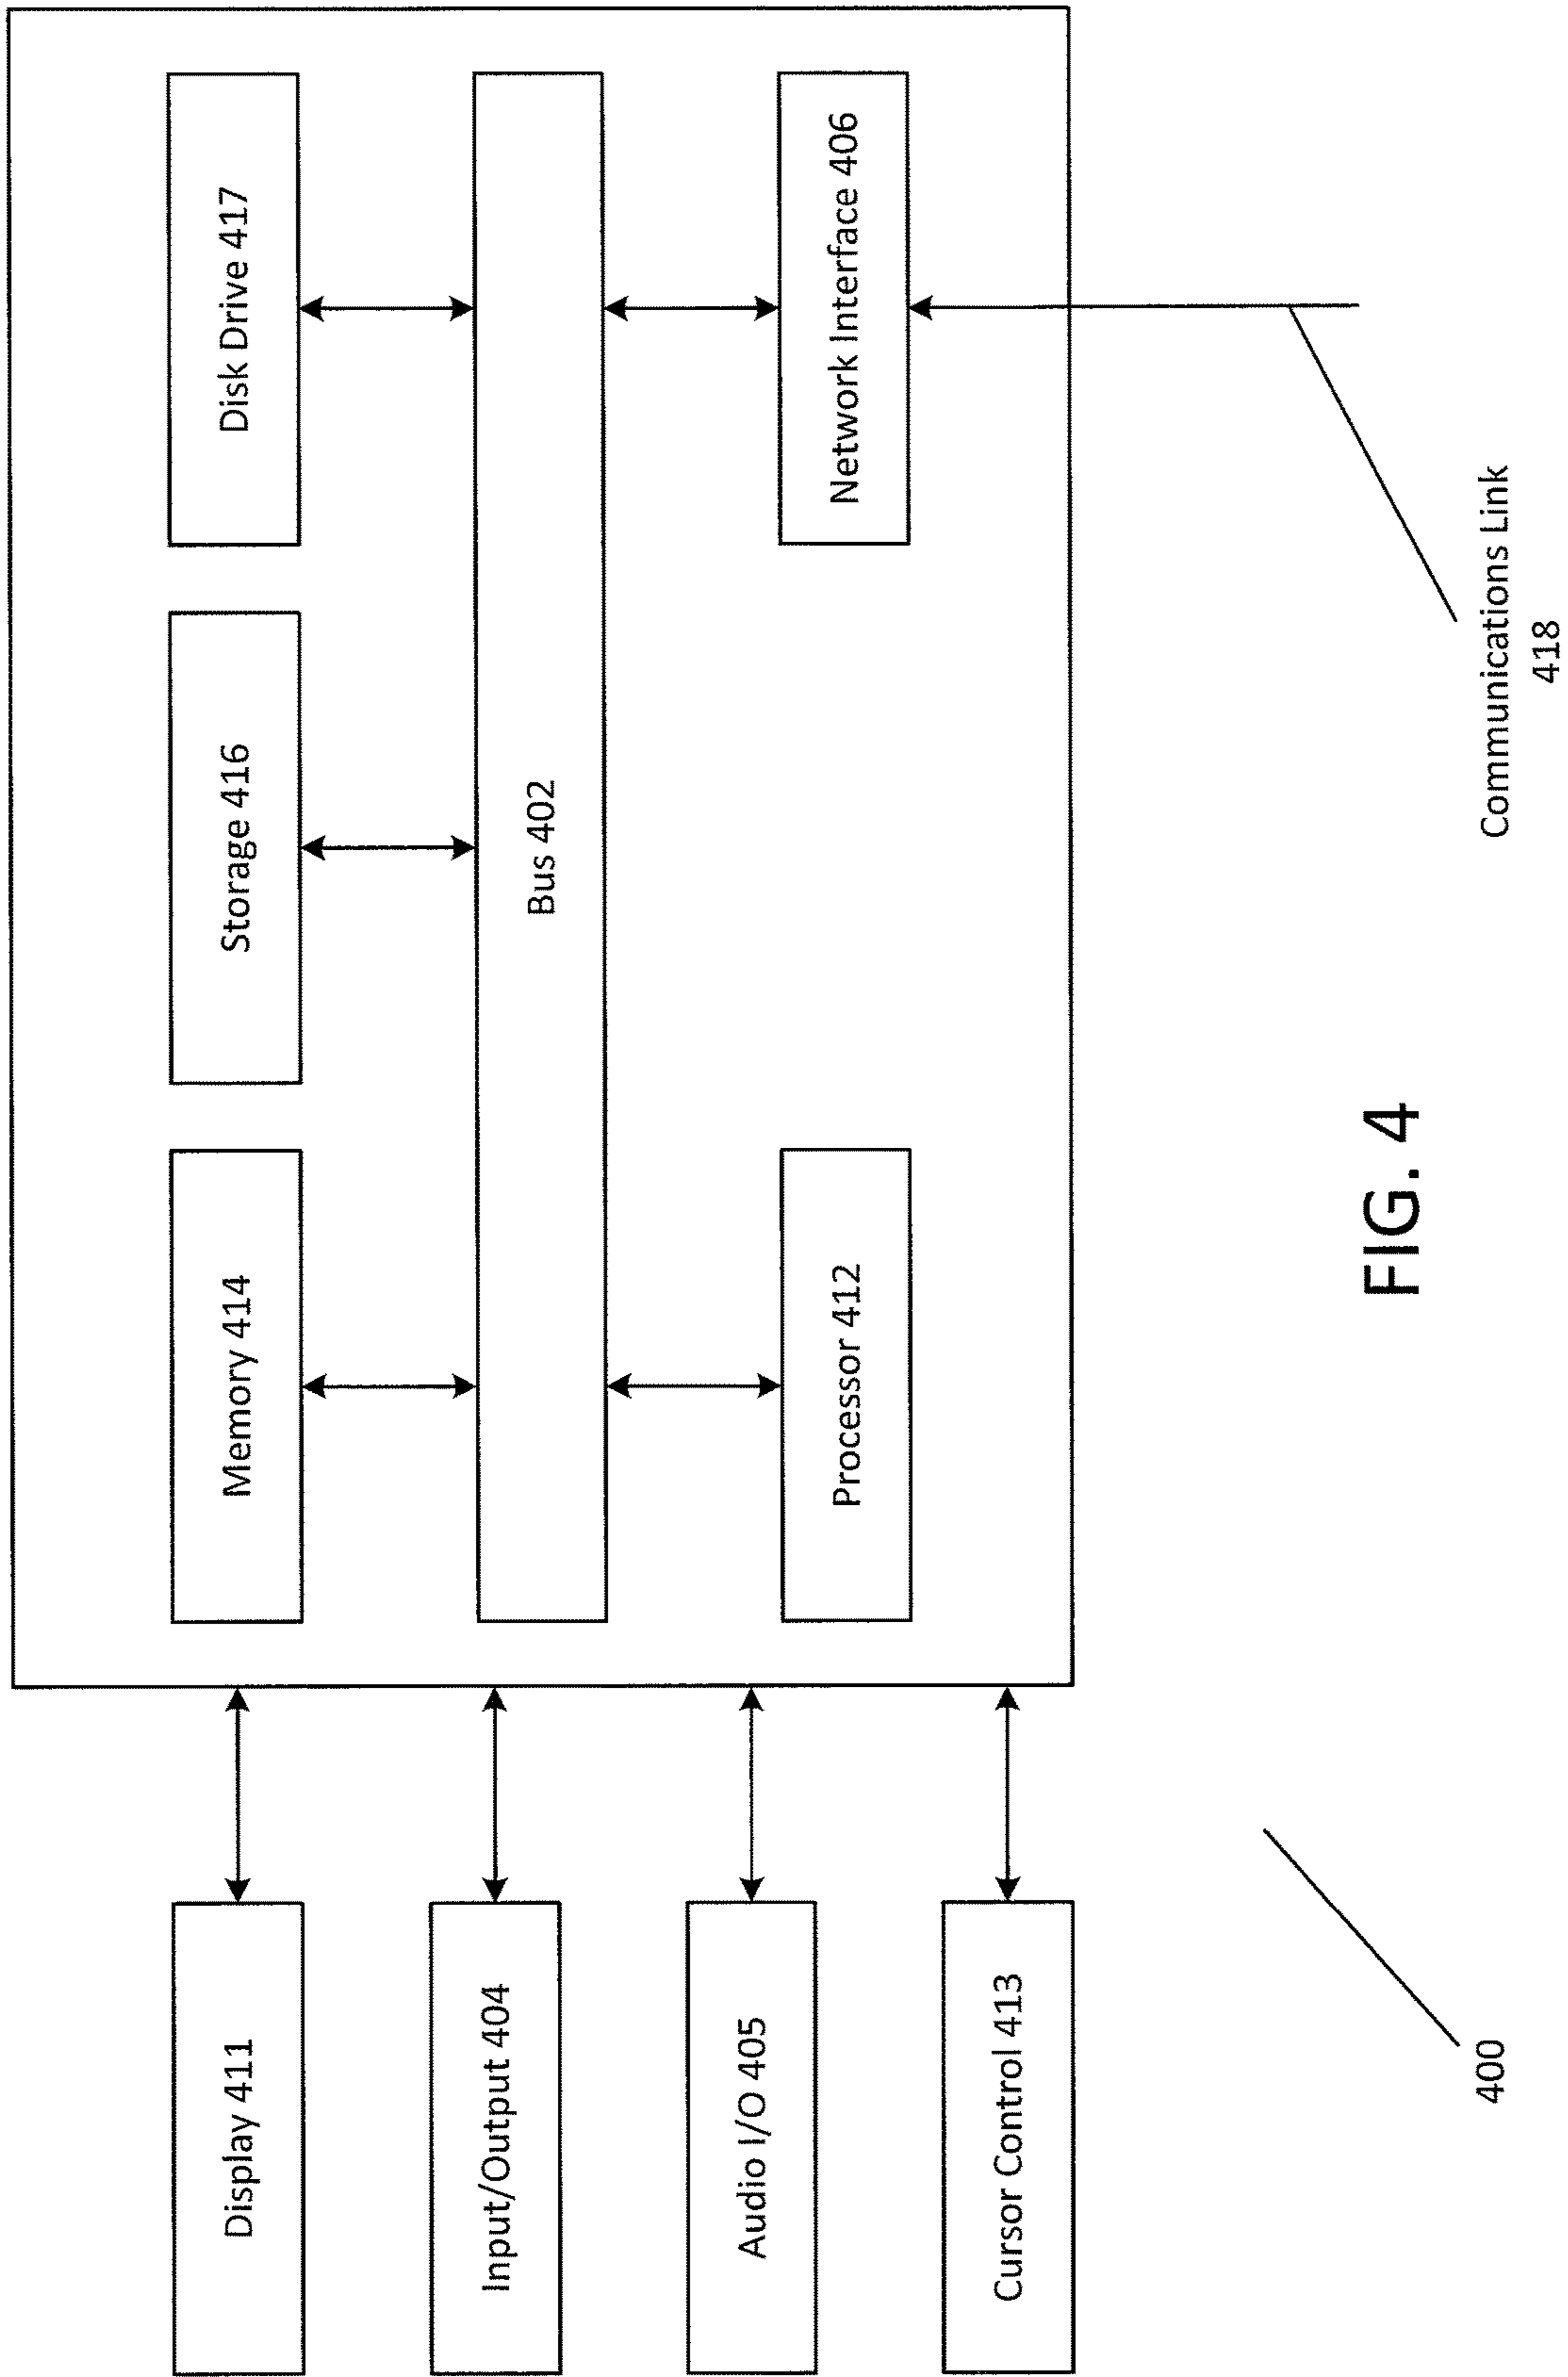 Display 411
Input/Output 404
Audio I/O 405
Cursor Control 413
Memory 414
Storage 416
Disk Drive 417
Bus 402
Processor 412
Network Interface 406
Communications Link
418
400
FIG. 4